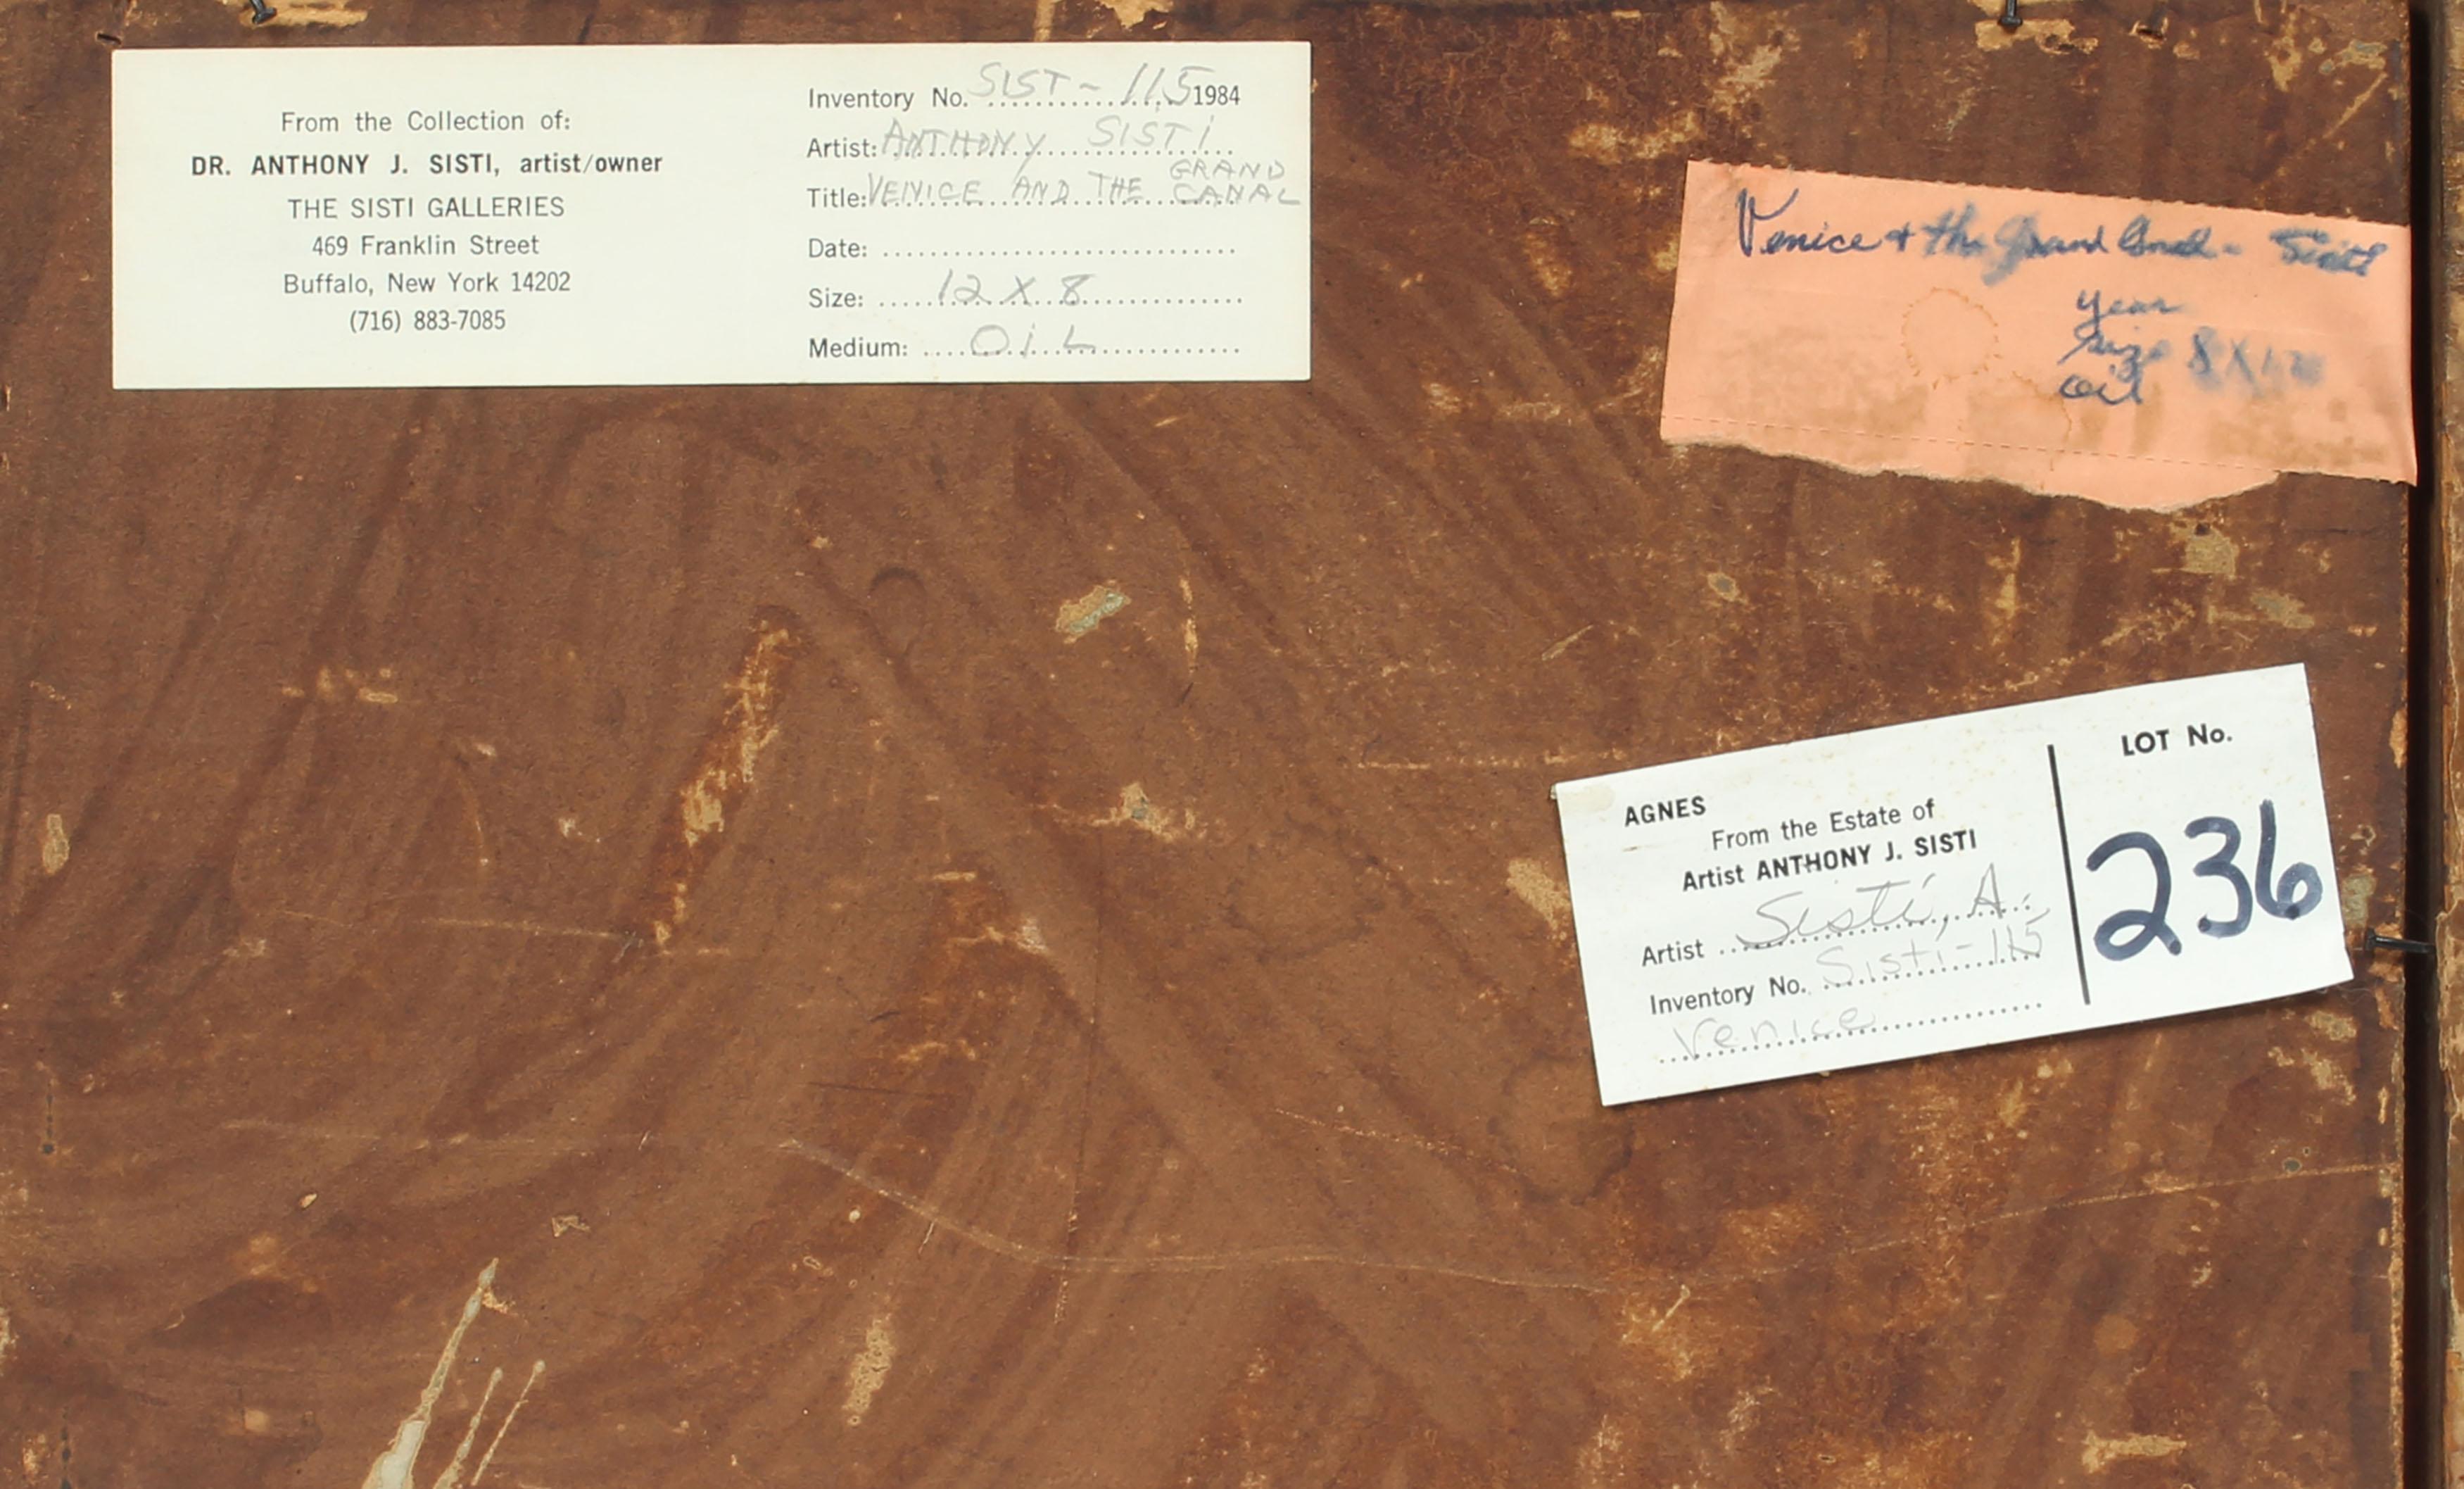 From the Collection of:
DR. ANTHONY J. SISTI, artist/owner
THE SISTI GALLERIES
469 Franklin Street
Buffalo, New York 14202
(716) 883-7085
Inventory No. SIST - 115 1984
Artist: ANTHONY SISTI
Title: VENICE AND THE GRAND CANAL
Date:
Size: 12 X 8
Medium: OIL
Venice + the Grand Canal - Sisti
year
size 8X12
oil
AGNES
From the Estate of
Artist ANTHONY J. SISTI
Artist Sisti, A.
Inventory No. Sisti-115
Venice
LOT No.
236